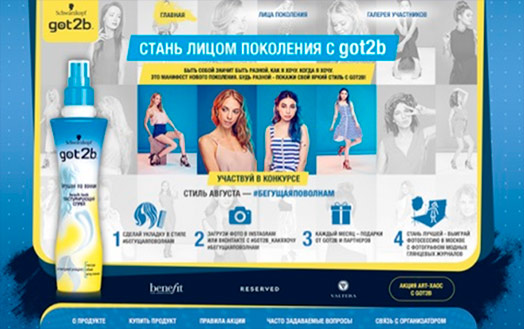 Schwarzkopf
got2b
ГЛАВНАЯ
ЛИЦА ПОКОЛЕНИЯ
ГАЛЕРЕЯ УЧАСТНИКОВ
СТАНЬ ЛИЦОМ ПОКОЛЕНИЯ С got2b
БЫТЬ СОБОЙ ЗНАЧИТ БЫТЬ РАЗНОЙ, КАК Я ХОЧУ, КОГДА Я ХОЧУ
ЭТО МАНИФЕСТ НОВОГО ПОКОЛЕНИЯ. БУДЬ РАЗНОЙ - ПОКАЖИ СВОЙ ЯРКИЙ СТИЛЬ С GOT2B!
Schwarzkopf
got2b
УЧАСТВУЙ В КОНКУРСЕ
СТИЛЬ АВГУСТА — #БЕГУЩАЯПОВОЛНАМ
1 СДЕЛАЙ УКЛАДКУ В СТИЛЕ
#БЕГУЩАЯПОВОЛНАМ
2 ЗАГРУЗИ ФОТО В INSTAGRAM
ИЛИ ВКОНТАКТЕ С #GOT2B_КАКЯХОЧУ
#БЕГУЩАЯПОВОЛНАМ
3 КАЖДЫЙ МЕСЯЦ - ПОДАРКИ
ОТ GOT2B И ПАРТНЕРОВ
4 СТАНЬ ЛУЧШЕЙ - ВЫИГРАЙ
ФОТОСЕССИЮ В МОСКВЕ
С ФОТОГРАФОМ МОДНЫХ
ГЛЯНЦЕВЫХ ЖУРНАЛОВ
benefit
RESERVED
VALTERA
АКЦИЯ АРТ-ХАОС
С GOT2B
О ПРОДУКТЕ
КУПИТЬ ПРОДУКТ
ПРАВИЛА АКЦИИ
ЧАСТО ЗАДАВАЕМЫЕ ВОПРОСЫ
СВЯЗЬ С ОРГАНИЗАТОРОМ